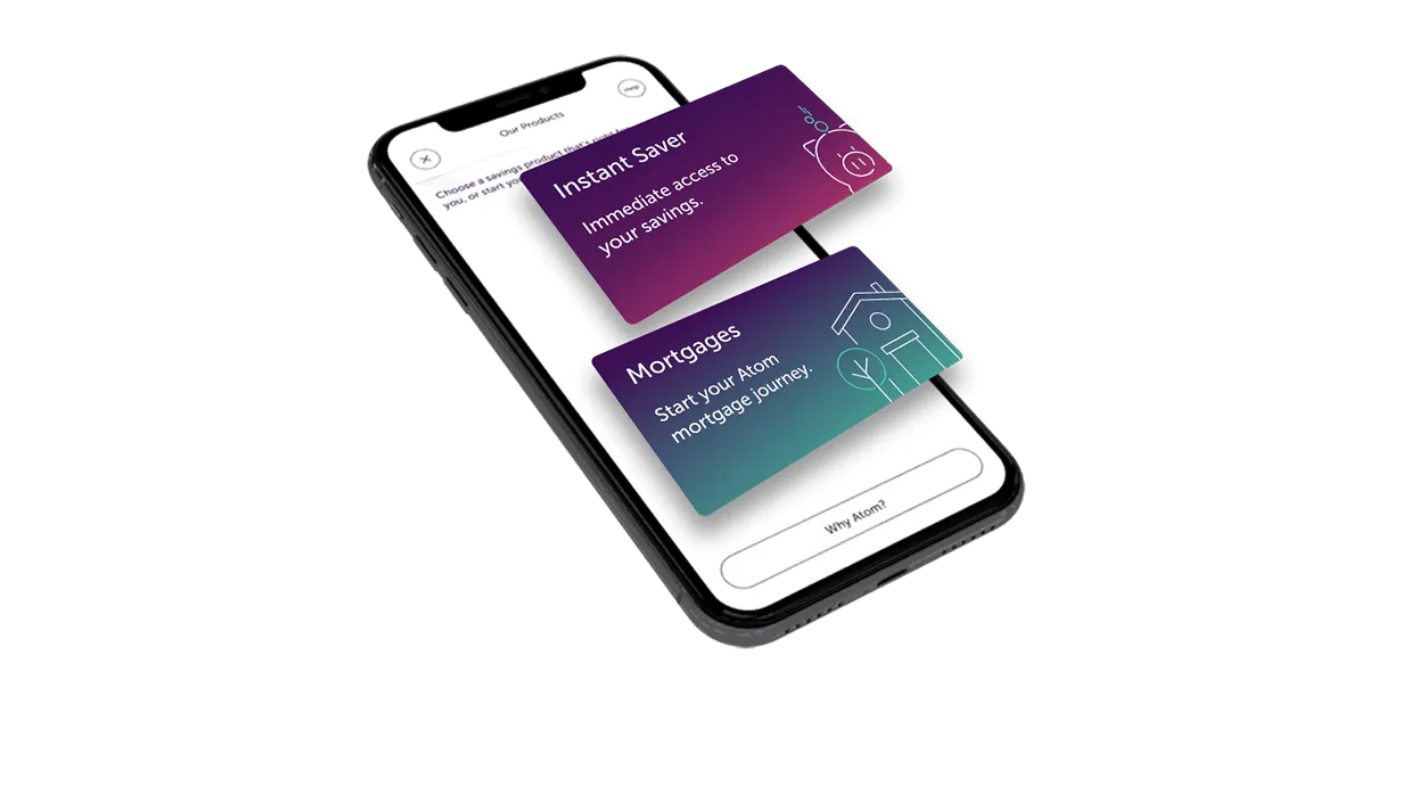 Help
Our Products
Choose a savings product that's right for
you, or start yo
Instant Saver
Immediate access to
your savings.
Mortgages
Start your Atom
mortgage journey.
Why Atom?